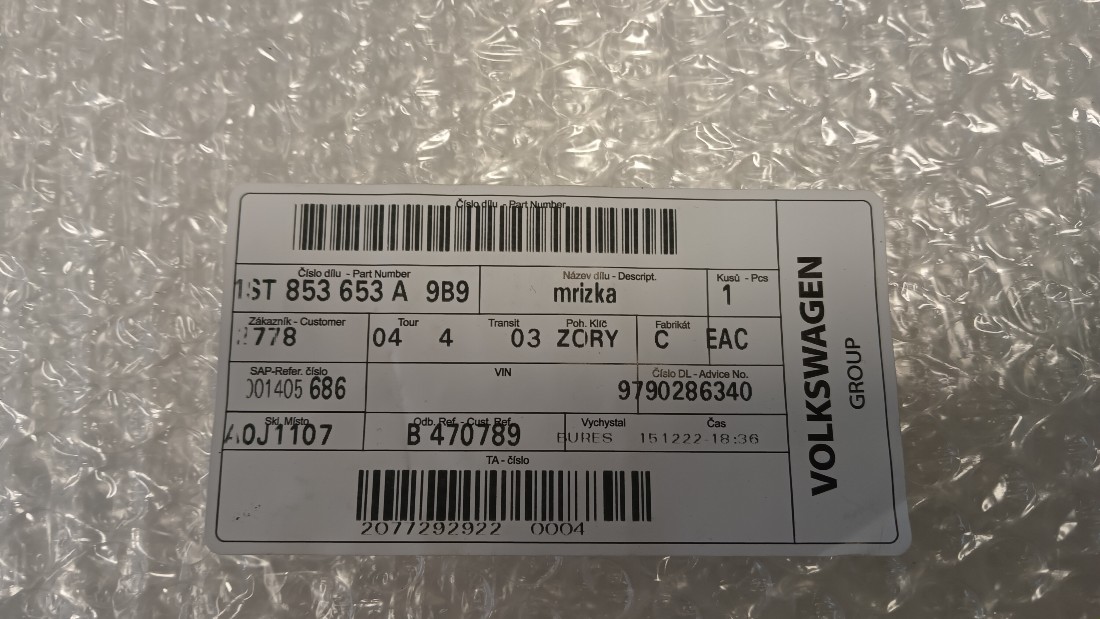 Číslo dílu - Part Number
Číslo dílu - Part Number
1ST 853 653 A 9B9
Název dílu - Descript.
mrizka
Kusů - Pcs
1
Zákazník - Customer
778
Tour Transit Poh. Klíč
04 4 03 ZORY
Fabrikát
C EAC
SAP-Refer. číslo
001405 686
VIN
Číslo DL - Advice No.
9790286340
Skl. Místo
A0J1107
Odb. Ref. - Cust. Ref.
B 470789
Vychystal Čas
BURES 151222-18:36
TA - číslo
2077292922 0004
VOLKSWAGEN
GROUP